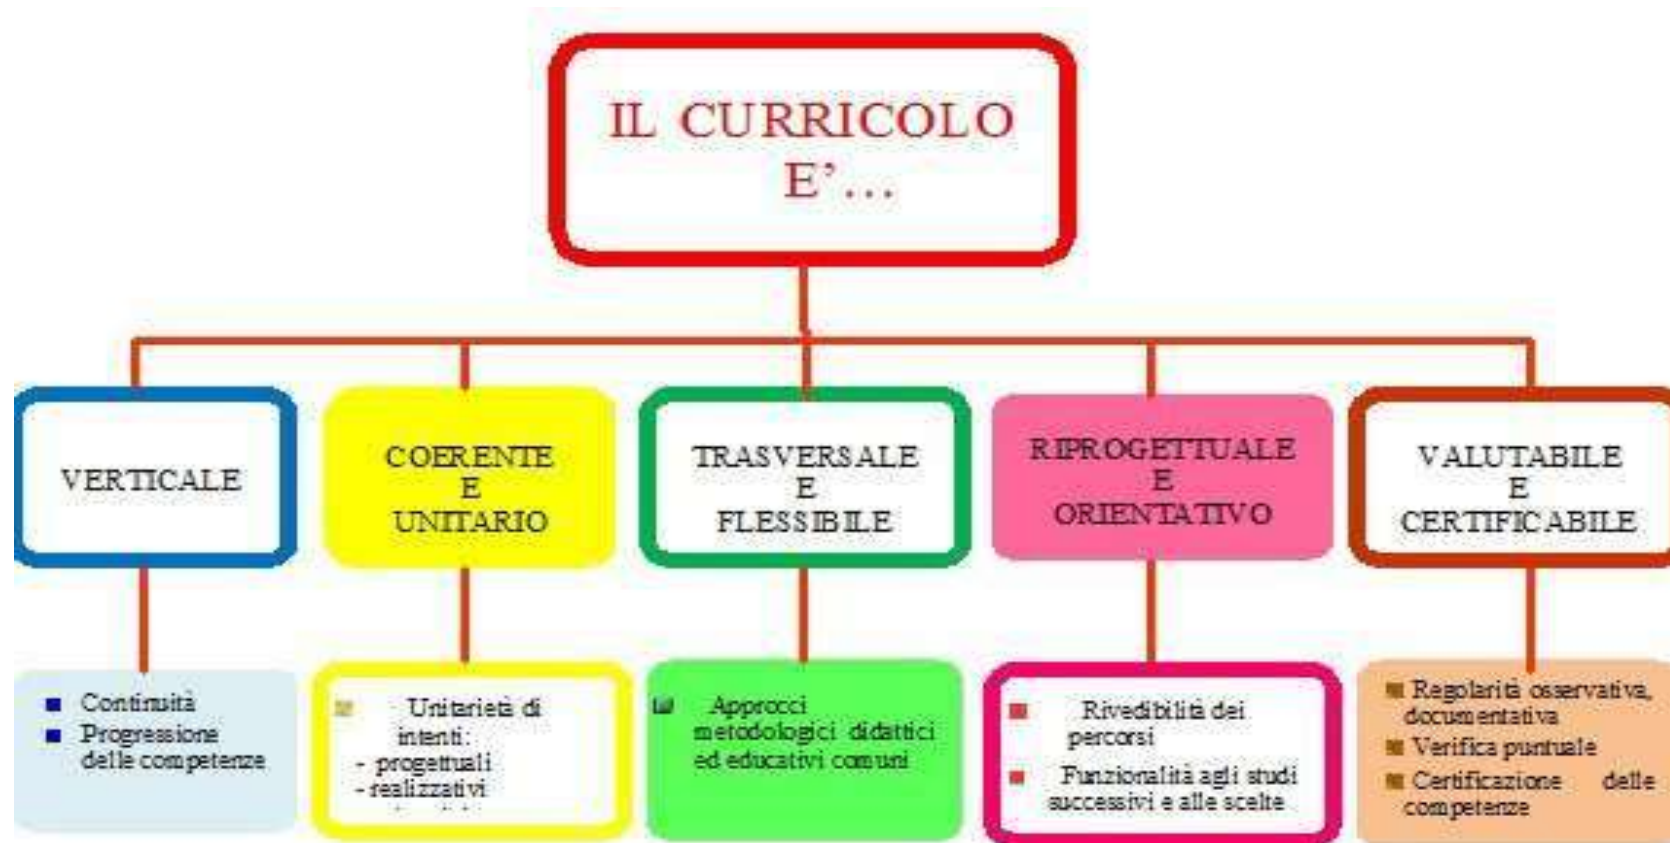 IL CURRICOLO
E’...
VERTICALE
COERENTE
E
UNITARIO
TRASVERSALE
E
FLESSIBILE
RIPROGETTUALE
E
ORIENTATIVO
VALUTABILE
E
CERTIFICABILE
Continuità
Progressione
delle competenze
Unitarietà di
intenti:
- progettuali
- realizzativi
Approcci
metodologici didattici
ed educativi comuni
Rivedibilità dei
percorsi
Funzionalità agli studi
successivi e alle scelte
Regolarità osservativa,
documentativa
Verifica puntuale
Certificazione delle
competenze